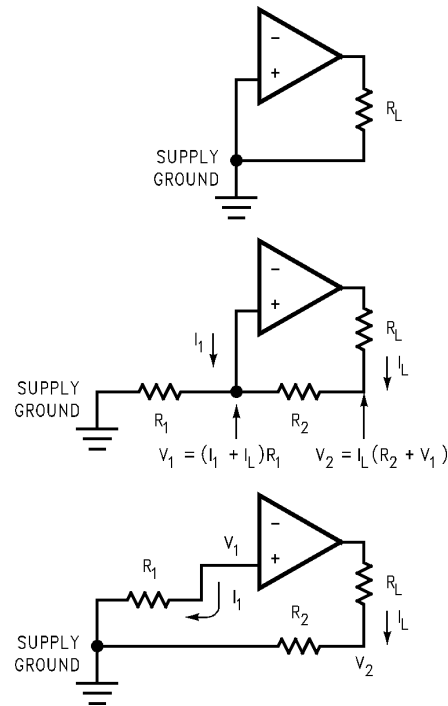 −
+
R_L
SUPPLY
GROUND
−
+
I_1
R_L
SUPPLY
GROUND
R_1
R_2
I_L
V_1 = (I_1 + I_L)R_1
V_2 = I_L(R_2 + V_1)
−
+
V_1
R_1
I_1
R_L
R_2
I_L
SUPPLY
GROUND
V_2